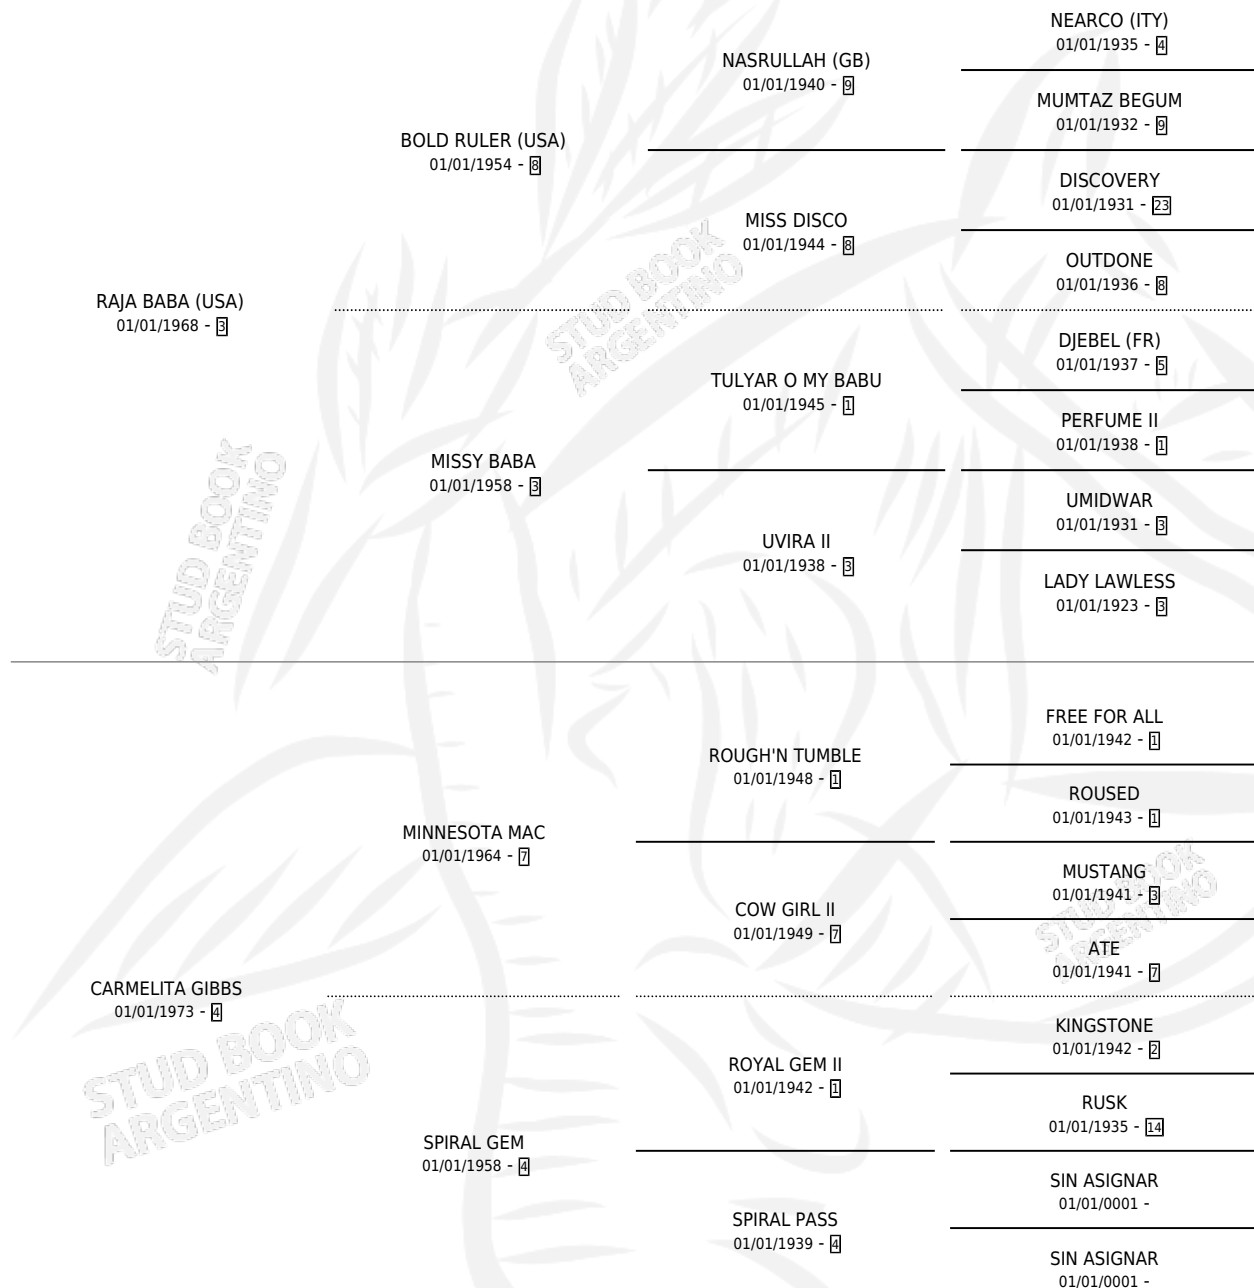 NEARCO (ITY)
01/01/1935 - 4
NASRULLAH (GB)
01/01/1940 - 9
MUMTAZ BEGUM
01/01/1932 - 9
BOLD RULER (USA)
01/01/1954 - 8
DISCOVERY
01/01/1931 - 23
MISS DISCO
01/01/1944 - 8
OUTDONE
01/01/1936 - 8
RAJA BABA (USA)
01/01/1968 - 3
DJEBEL (FR)
01/01/1937 - 5
TULYAR O MY BABU
01/01/1945 - 1
PERFUME II
01/01/1938 - 1
MISSY BABA
01/01/1958 - 3
UMIDWAR
01/01/1931 - 3
UVIRA II
01/01/1938 - 3
LADY LAWLESS
01/01/1923 - 3
FREE FOR ALL
01/01/1942 - 1
ROUGH'N TUMBLE
01/01/1948 - 1
ROUSED
01/01/1943 - 1
MINNESOTA MAC
01/01/1964 - 7
MUSTANG
01/01/1941 - 3
COW GIRL II
01/01/1949 - 7
ATE
01/01/1941 - 7
CARMELITA GIBBS
01/01/1973 - 4
KINGSTONE
01/01/1942 - 2
ROYAL GEM II
01/01/1942 - 1
RUSK
01/01/1935 - 14
SPIRAL GEM
01/01/1958 - 4
SIN ASIGNAR
01/01/0001 -
SPIRAL PASS
01/01/1939 - 4
SIN ASIGNAR
01/01/0001 -
STUD BOOK
ARGENTINO
STUD BOOK
ARGENTINO
STUD BOOK
ARGENTINO
STUD BOOK
ARGENTINO